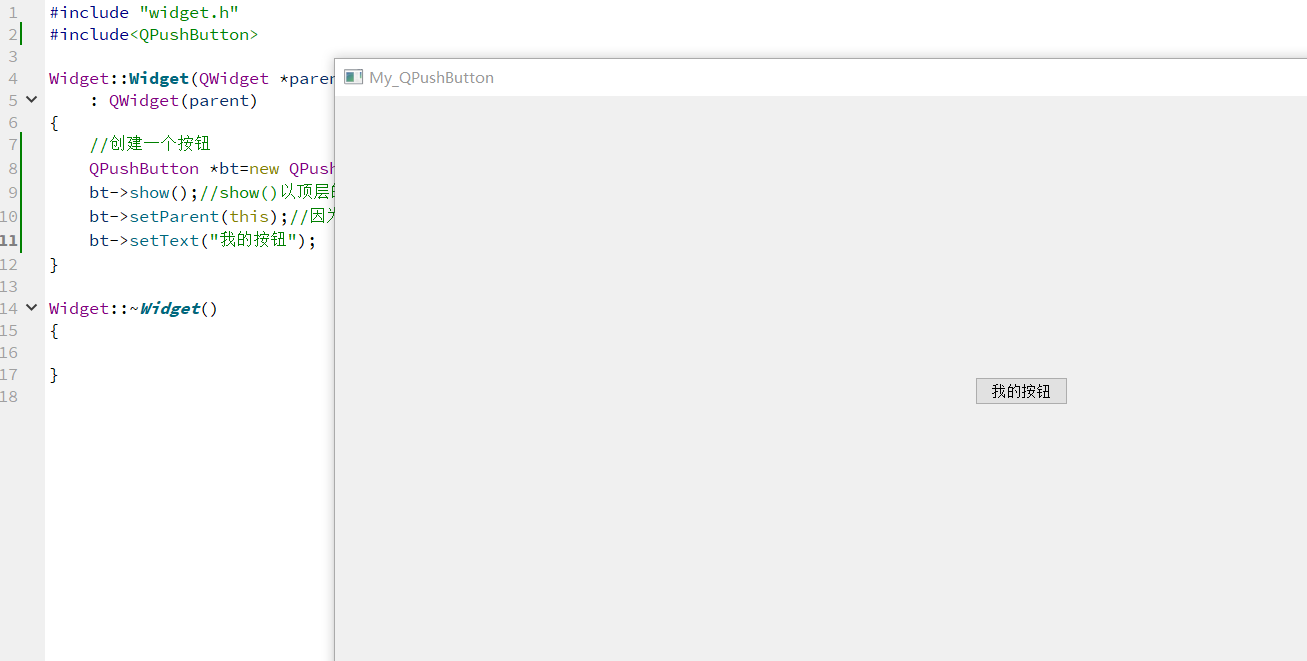 1 #include "widget.h"
2 #include<QPushButton>
3
4 Widget::Widget(QWidget *paren
5 : QWidget(parent)
6 {
7 //创建一个按钮
8 QPushButton *bt=new QPush
9 bt->show();//show()以顶层
10 bt->setParent(this);//因为
11 bt->setText("我的按钮");
12 }
13
14 Widget::~Widget()
15 {
16
17 }
18
My_QPushButton
我的按钮